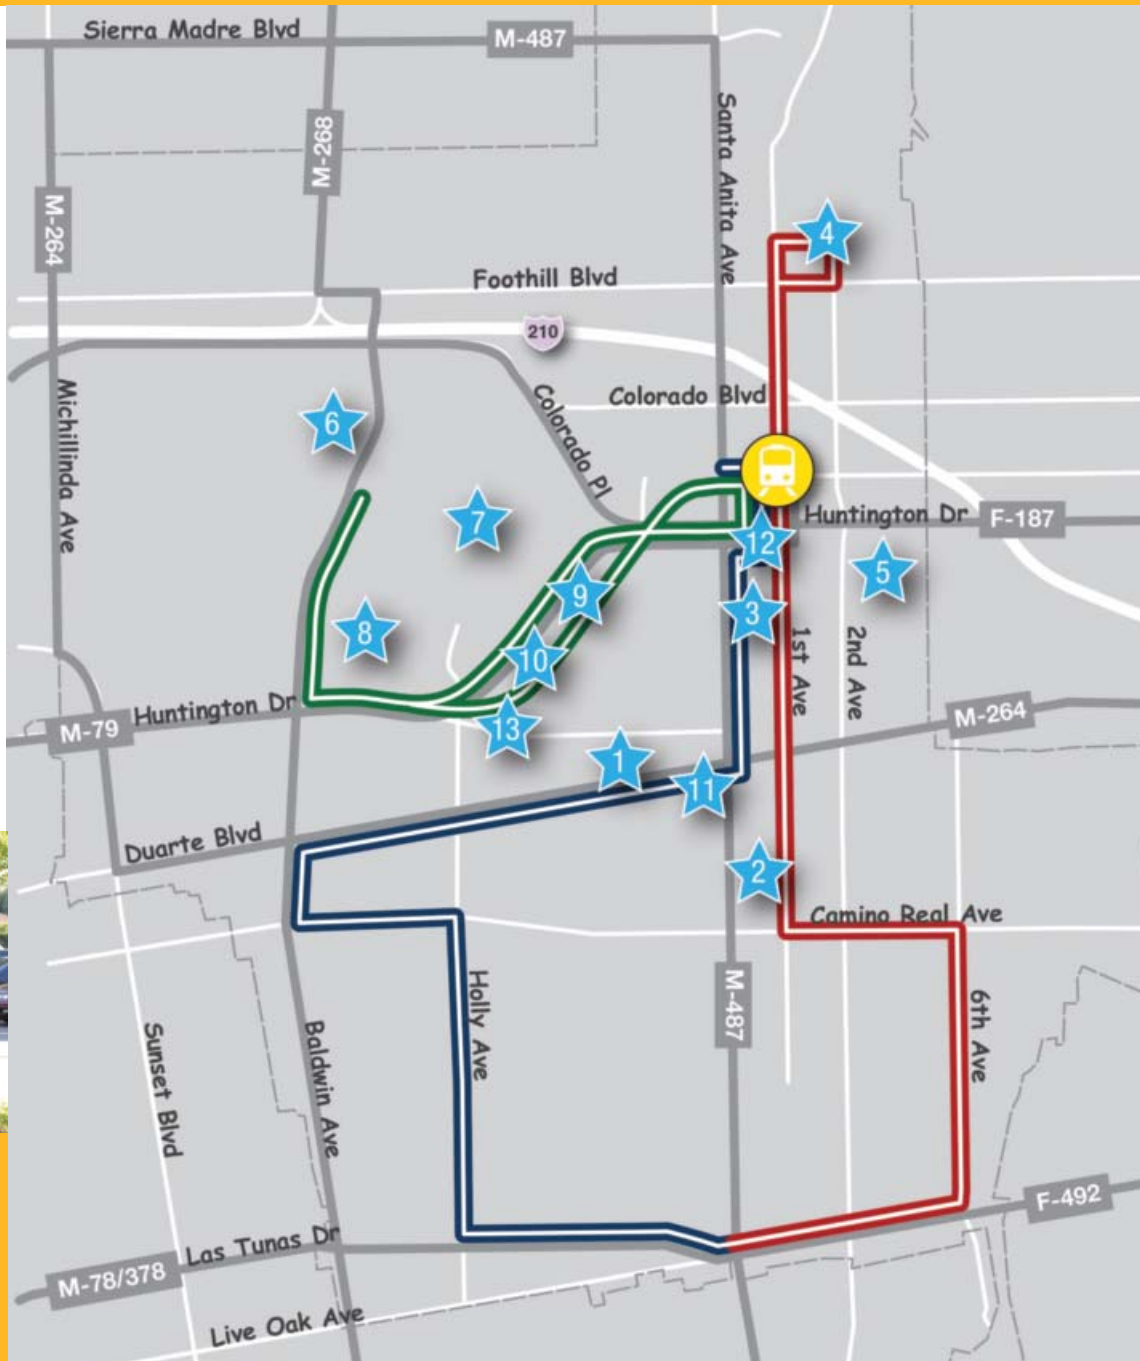 Sierra Madre Blvd
M-487
M-268
Santa Anita Ave
M-264
4
Foothill Blvd
210
Michillinda Ave
Colorado Pl
Colorado Blvd
6
7
Huntington Dr
F-187
12
5
9
3
8
1st Ave
2nd Ave
10
Huntington Dr
M-79
13
M-264
1
11
Duarte Blvd
2
Camino Real Ave
Holly Ave
M-487
6th Ave
Sunset Blvd
Baldwin Ave
F-492
Las Tunas Dr
M-78/378
Live Oak Ave